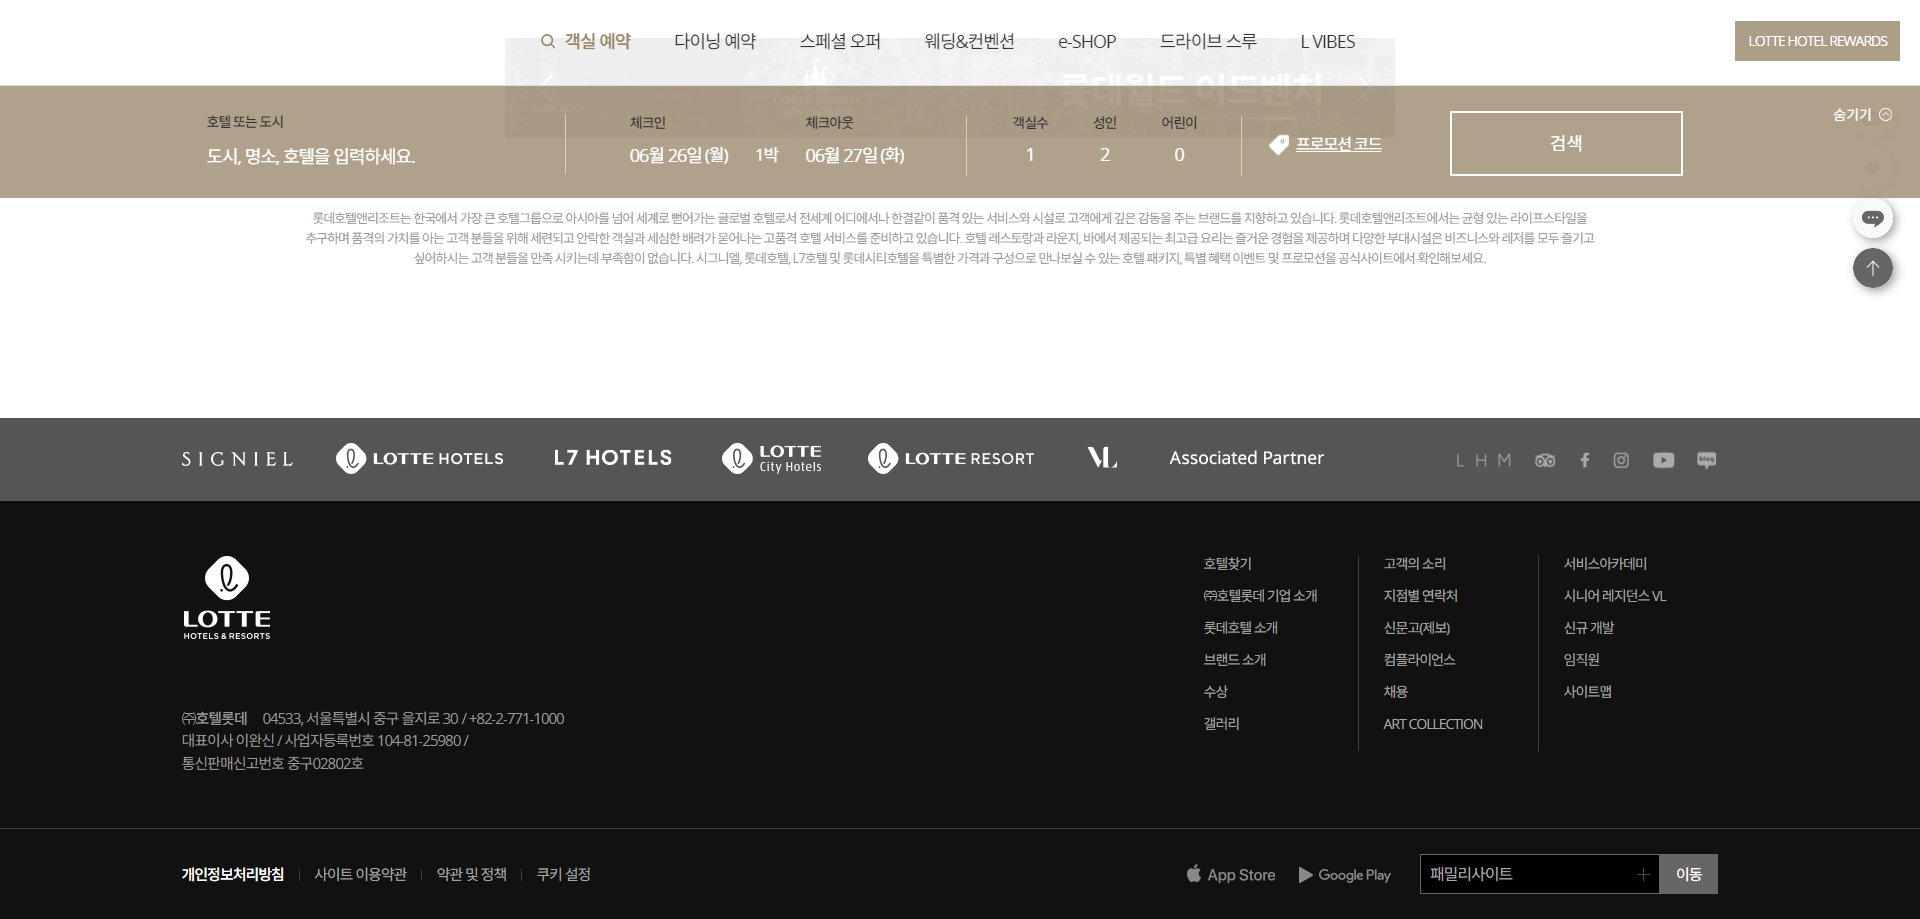 객실 예약
다이닝 예약
스페셜 오퍼
웨딩&컨벤션
e-SHOP
드라이브 스루
L VIBES
LOTTE HOTEL REWARDS
롯데월드 어드벤처
LOTTE WORLD
호텔 또는 도시
도시, 명소, 호텔을 입력하세요.
체크인
06월 26일 (월)
1박
체크아웃
06월 27일 (화)
객실수
1
성인
2
어린이
0
프로모션 코드
검색
숨기기
롯데호텔앤리조트는 한국에서 가장 큰 호텔그룹으로 아시아를 넘어 세계로 뻗어가는 글로벌 호텔로서 전세계 어디에서나 한결같이 품격 있는 서비스와 시설로 고객에게 깊은 감동을 주는 브랜드를 지향하고 있습니다. 롯데호텔앤리조트에서는 균형 있는 라이프스타일을
추구하며 품격의 가치를 아는 고객 분들을 위해 세련되고 안락한 객실과 세심한 배려가 묻어나는 고품격 호텔 서비스를 준비하고 있습니다. 호텔 레스토랑과 라운지, 바에서 제공되는 최고급 요리는 즐거운 경험을 제공하며 다양한 부대시설은 비즈니스와 레저를 모두 즐기고
싶어하시는 고객 분들을 만족 시키는데 부족함이 없습니다. 시그니엘, 롯데호텔, L7호텔 및 롯데시티호텔을 특별한 가격과 구성으로 만나보실 수 있는 호텔 패키지, 특별 혜택 이벤트 및 프로모션을 공식사이트에서 확인해보세요.
SIGNIEL
LOTTE HOTELS
L7 HOTELS
LOTTE
City Hotels
LOTTE RESORT
VL
Associated Partner
L H M
blog
LOTTE
HOTELS & RESORTS
호텔찾기
㈜호텔롯데 기업 소개
롯데호텔 소개
브랜드 소개
수상
갤러리
고객의 소리
지점별 연락처
신문고(제보)
컴플라이언스
채용
ART COLLECTION
서비스아카데미
시니어 레지던스 VL
신규 개발
임직원
사이트맵
㈜호텔롯데 04533, 서울특별시 중구 을지로 30 / +82-2-771-1000
대표이사 이완신 / 사업자등록번호 104-81-25980 /
통신판매신고번호 중구02802호
개인정보처리방침
사이트 이용약관
약관 및 정책
쿠키 설정
App Store
Google Play
패밀리사이트
이동